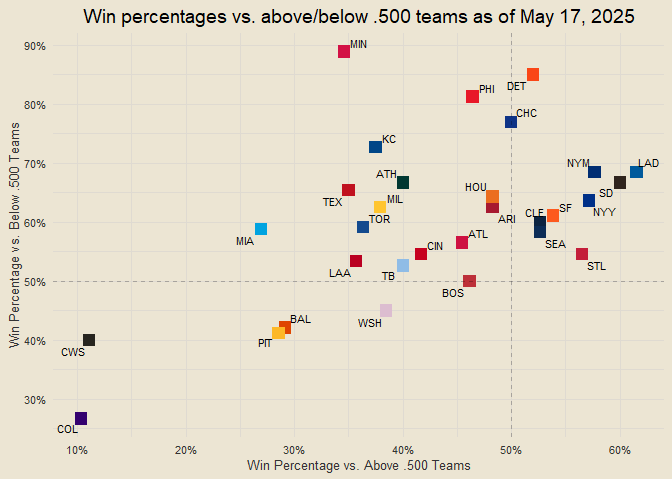 Win percentages vs. above/below .500 teams as of May 17, 2025
90%
MIN
DET
PHI
80%
CHC
KC
70%
NYM
LAD
ATH
SD
HOU
TEX
MIL
NYY
CLE
SF
ARI
TOR
60%
MIA
ATL
SEA
CIN
STL
LAA
TB
50%
BOS
WSH
BAL
PIT
40%
CWS
30%
COL
10%
20%
30%
40%
50%
60%
Win Percentage vs. Above .500 Teams
Win Percentage vs. Below .500 Teams